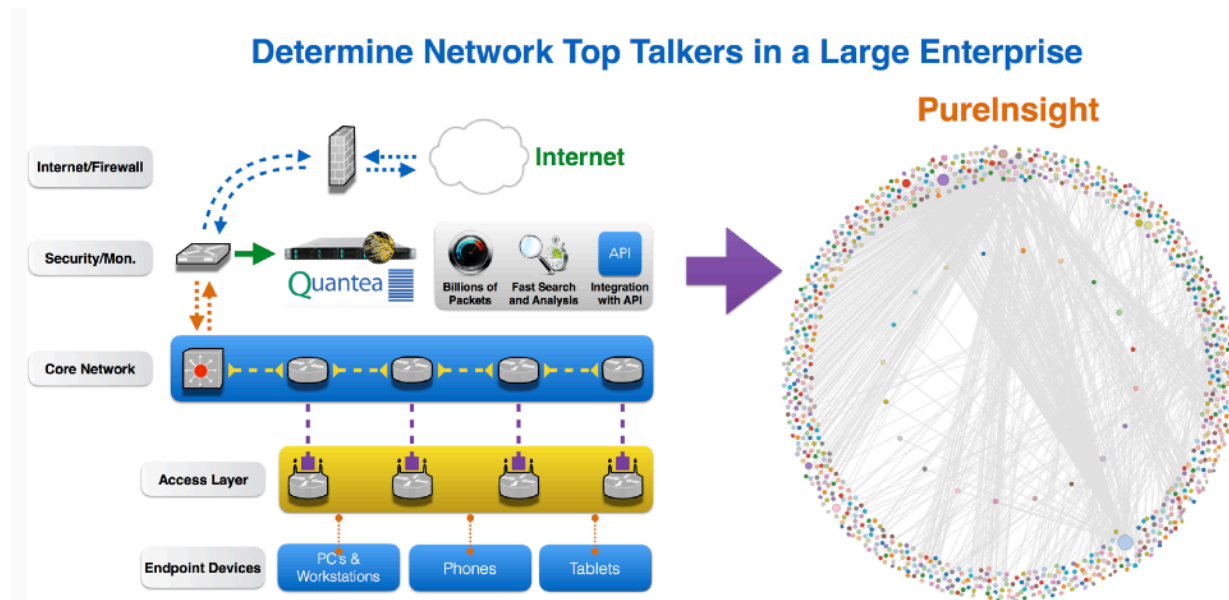 Determine Network Top Talkers in a Large Enterprise
PureInsight
Internet/Firewall
Internet
Security/Mon.
Quantea
Billions of
Packets
Fast Search
and Analysis
API
Integration
with API
Core Network
Access Layer
Endpoint Devices
PC's &
Workstations
Phones
Tablets